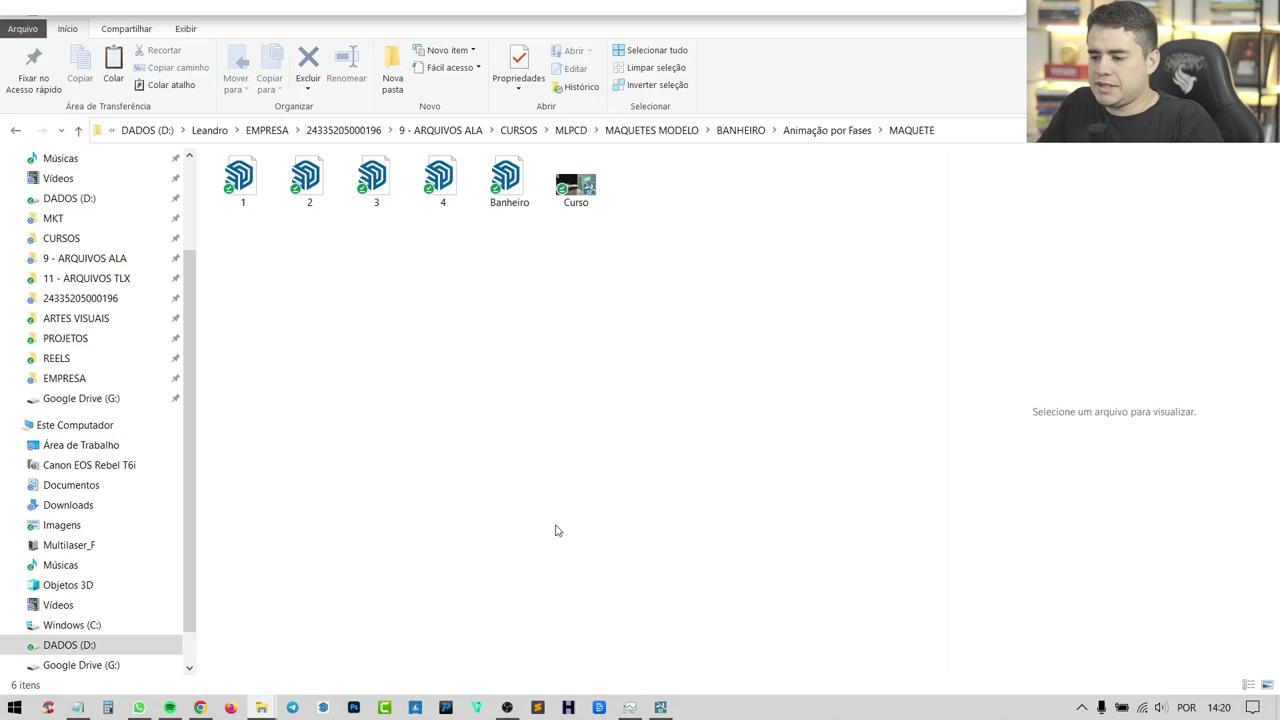 Arquivo Início Compartilhar Exibir
Fixar no
Acesso rápido
Copiar
Colar
Recortar
Copiar caminho
Colar atalho
Área de Transferência
Mover
para
Copiar
para
Excluir
Renomear
Organizar
Nova
pasta
Novo item
Fácil acesso
Novo
Propriedades
Abrir
Editar
Histórico
Abrir
Selecionar tudo
Limpar seleção
Inverter seleção
Selecionar
« DADOS (D:) > Leandro > EMPRESA > 24335205000196 > 9 - ARQUIVOS ALA > CURSOS > MLPCD > MAQUETES MODELO > BANHEIRO > Animação por Fases > MAQUETE
Músicas
Vídeos
DADOS (D:)
MKT
CURSOS
9 - ARQUIVOS ALA
11 - ARQUIVOS TLX
24335205000196
ARTES VISUAIS
PROJETOS
REELS
EMPRESA
Google Drive (G:)
Este Computador
Área de Trabalho
Canon EOS Rebel T6i
Documentos
Downloads
Imagens
Multilaser_F
Músicas
Objetos 3D
Vídeos
Windows (C:)
DADOS (D:)
Google Drive (G:)
1 2 3 4 Banheiro Curso
Selecione um arquivo para visualizar.
6 itens
POR 14:20